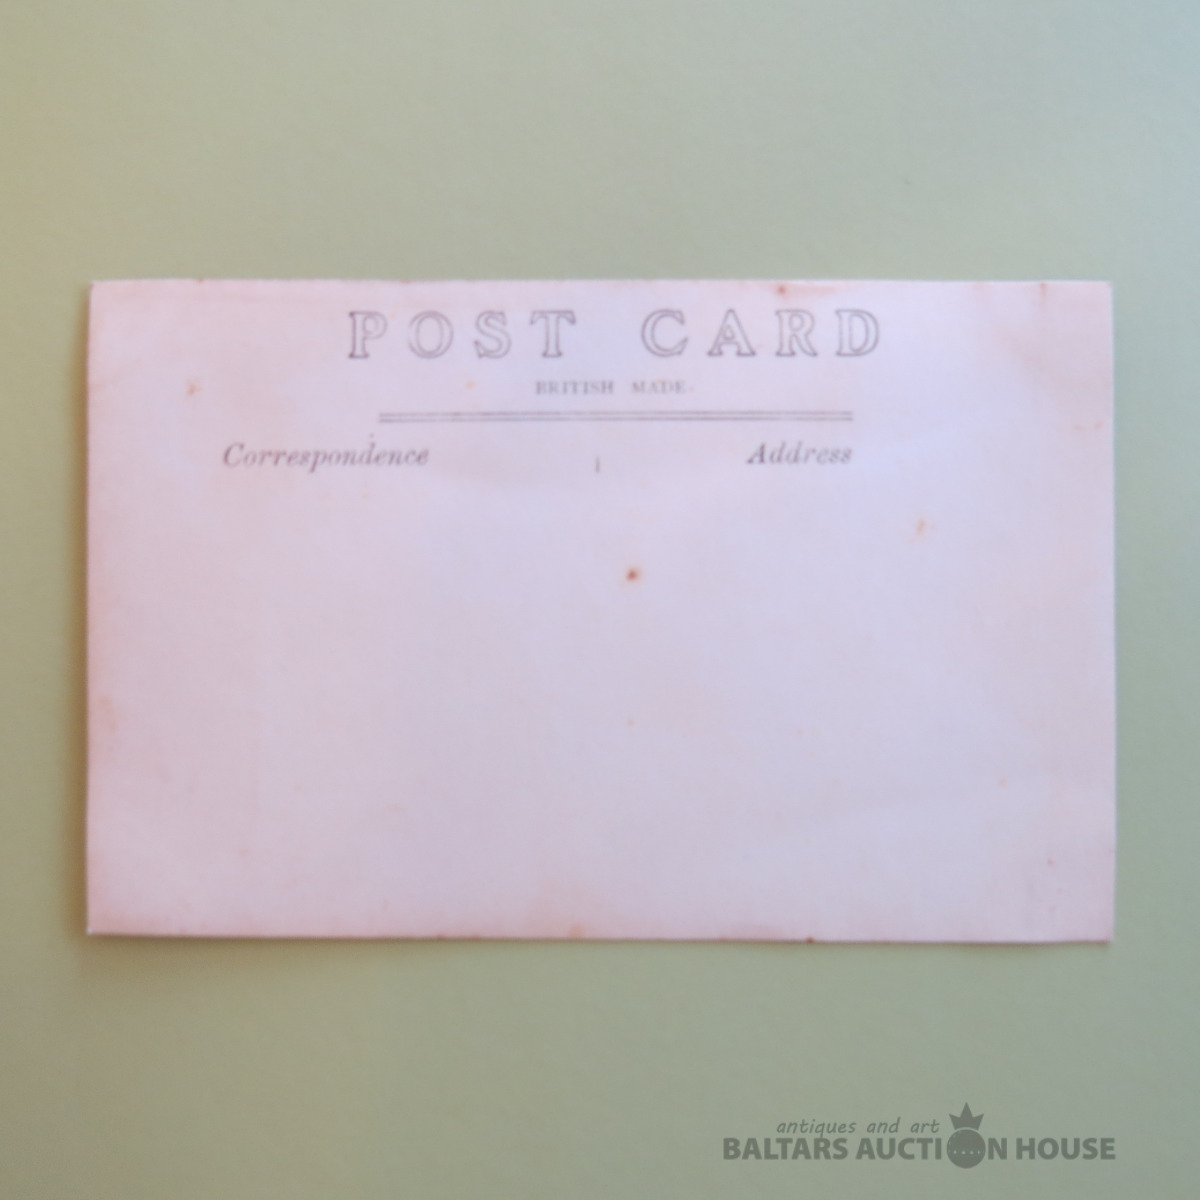 POST CARD
BRITISH MADE.
Correspondence
Address
antiques and art
BALTARS AUCTION HOUSE